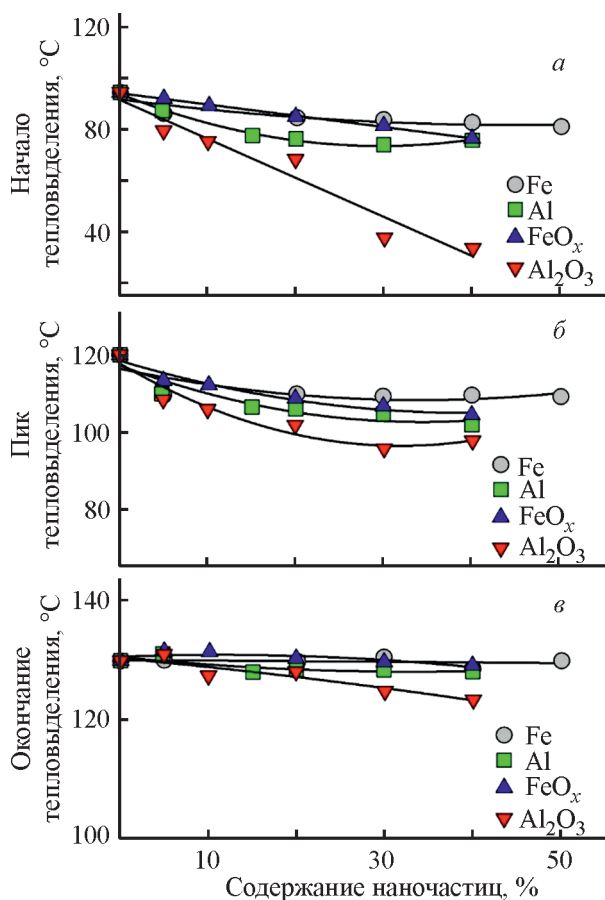 120
80
40
Начало
тепловыделения, °C
а
Fe
Al
FeOx
Al2O3
120
100
80
Пик
тепловыделения, °C
б
Fe
Al
FeOx
Al2O3
140
120
100
Окончание
тепловыделения, °C
в
Fe
Al
FeOx
Al2O3
10 30 50
Содержание наночастиц, %